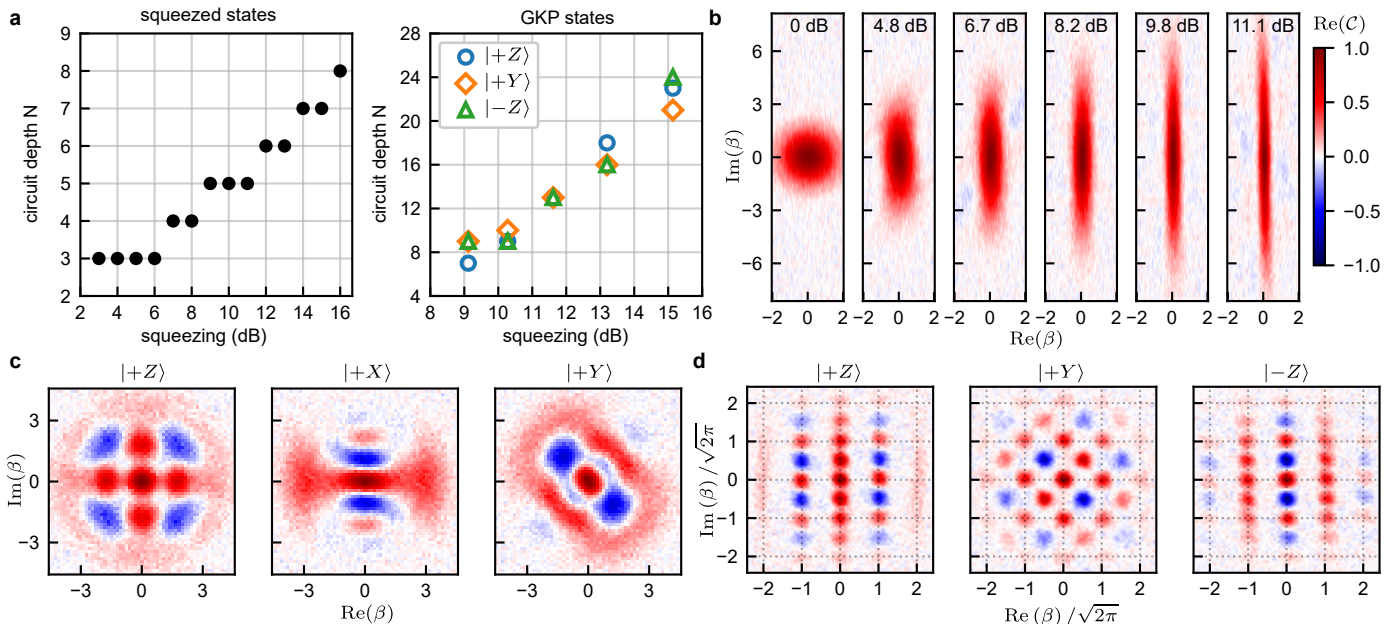 a
squeezed states
circuit depth N
9
8
7
6
5
4
3
2
2 4 6 8 10 12 14 16
squeezing (dB)
GKP states
circuit depth N
28
24
20
16
12
8
4
|+Z⟩
|+Y⟩
|−Z⟩
8 9 10 11 12 13 14 15 16
squeezing (dB)
b
0 dB 4.8 dB 6.7 dB 8.2 dB 9.8 dB 11.1 dB
Im(β)
6
3
0
−3
−6
−2 0 2 −2 0 2 −2 0 2 −2 0 2 −2 0 2 −2 0 2
Re(β)
Re(𝒞)
1.0
0.5
0.0
−0.5
−1.0
c
|+Z⟩ |+X⟩ |+Y⟩
Im(β)
3
0
−3
−3 0 3 −3 0 3 −3 0 3
Re(β)
d
|+Z⟩ |+Y⟩ |−Z⟩
Im (β) /√2π
2
1
0
−1
−2
−2 −1 0 1 2 −2 −1 0 1 2 −2 −1 0 1 2
Re (β) /√2π